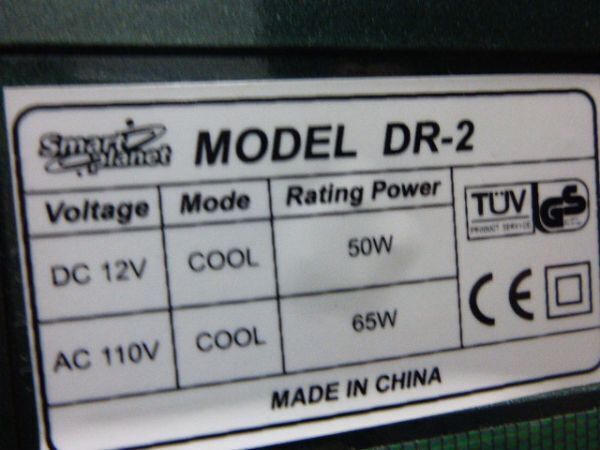 Smart planet MODEL DR-2
Voltage Mode Rating Power
DC 12V COOL 50W
AC 110V COOL 65W
TÜV GS
PRODUCT SERVICE
CE
MADE IN CHINA